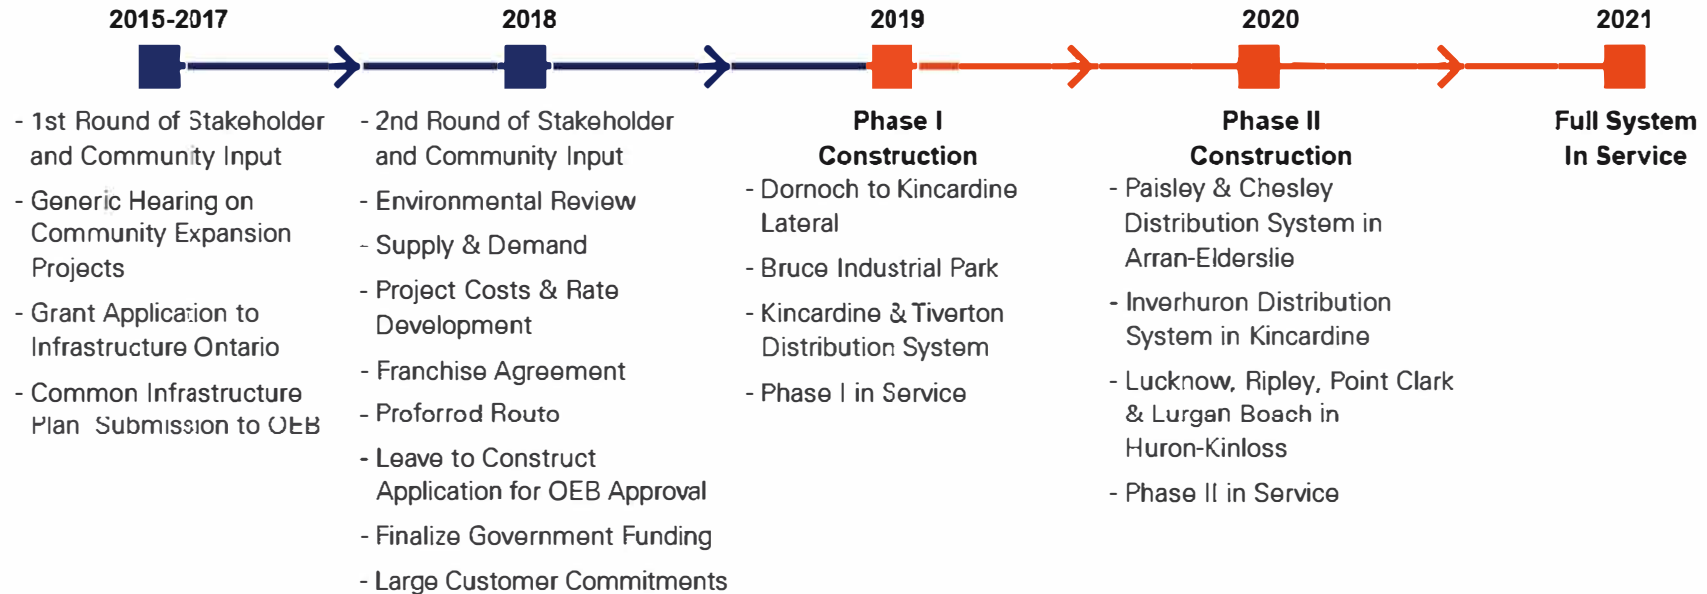 2015-2017
- 1st Round of Stakeholder
and Community Input
- Generic Hearing on
Community Expansion
Projects
- Grant Application to
Infrastructure Ontario
- Common Infrastructure
Plan Submission to OEB
2018
- 2nd Round of Stakeholder
and Community Input
- Environmental Review
- Supply & Demand
- Project Costs & Rate
Development
- Franchise Agreement
- Preferred Route
- Leave to Construct
Application for OEB Approval
- Finalize Government Funding
- Large Customer Commitments
2019
Phase I
Construction
- Dornoch to Kincardine
Lateral
- Bruce Industrial Park
- Kincardine & Tiverton
Distribution System
- Phase I in Service
2020
Phase II
Construction
- Paisley & Chesley
Distribution System in
Arran-Elderslie
- Inverhuron Distribution
System in Kincardine
- Lucknow, Ripley, Point Clark
& Lurgan Beach in
Huron-Kinloss
- Phase II in Service
2021
Full System
In Service